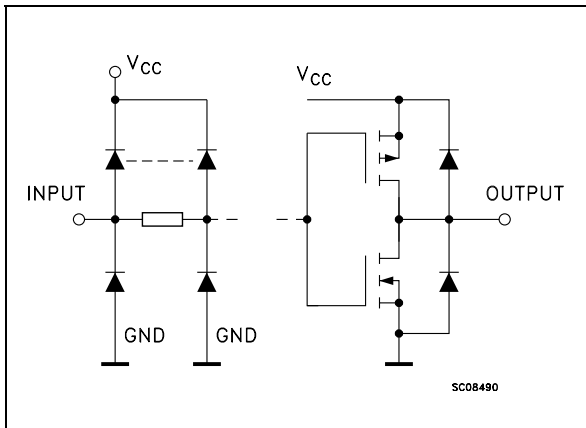 VCC
VCC
INPUT
OUTPUT
GND
GND
SC08490